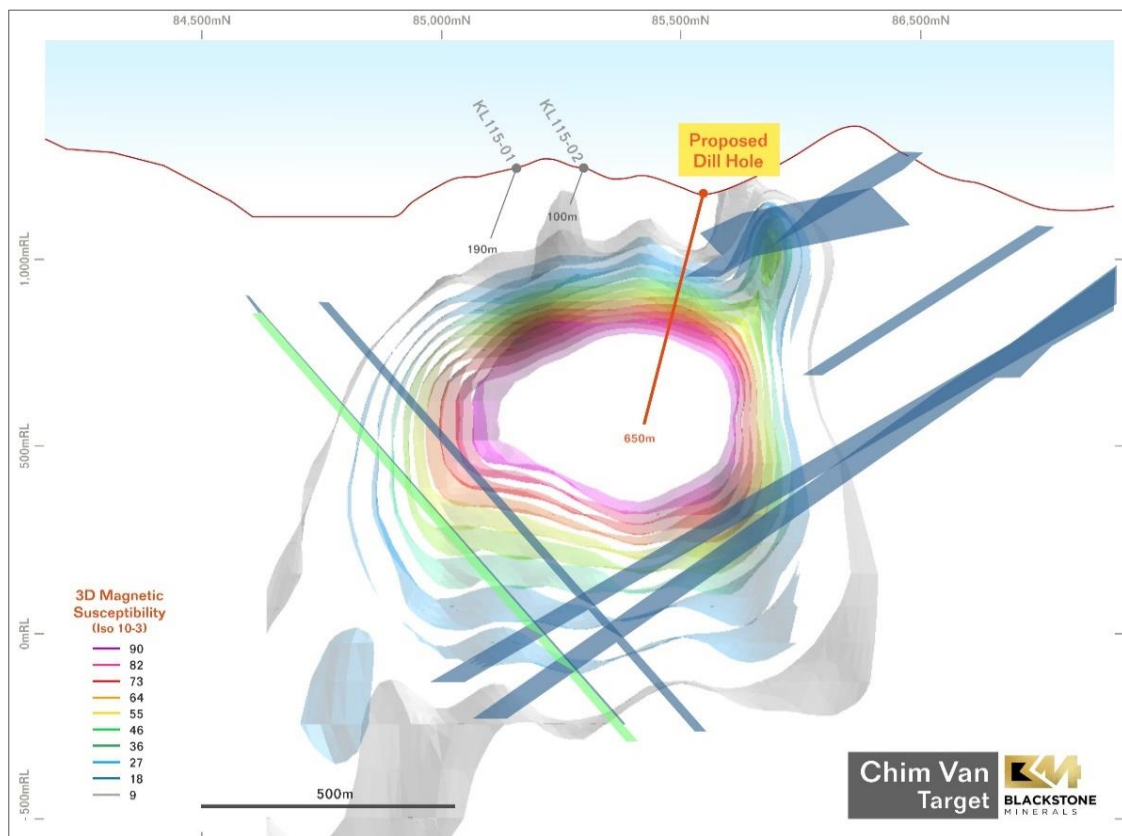 84,500mN
85,000mN
85,500mN
86,500mN
KL115-01
KL115-02
Proposed
Dill Hole
100m
190m
1,000mRL
650m
500mRL
3D Magnetic
Susceptibility
(Iso 10-3)
90
82
73
64
55
46
36
27
18
9
0mRL
500m
-500mRL
Chim Van
Target
BM
BLACKSTONE
MINERALS